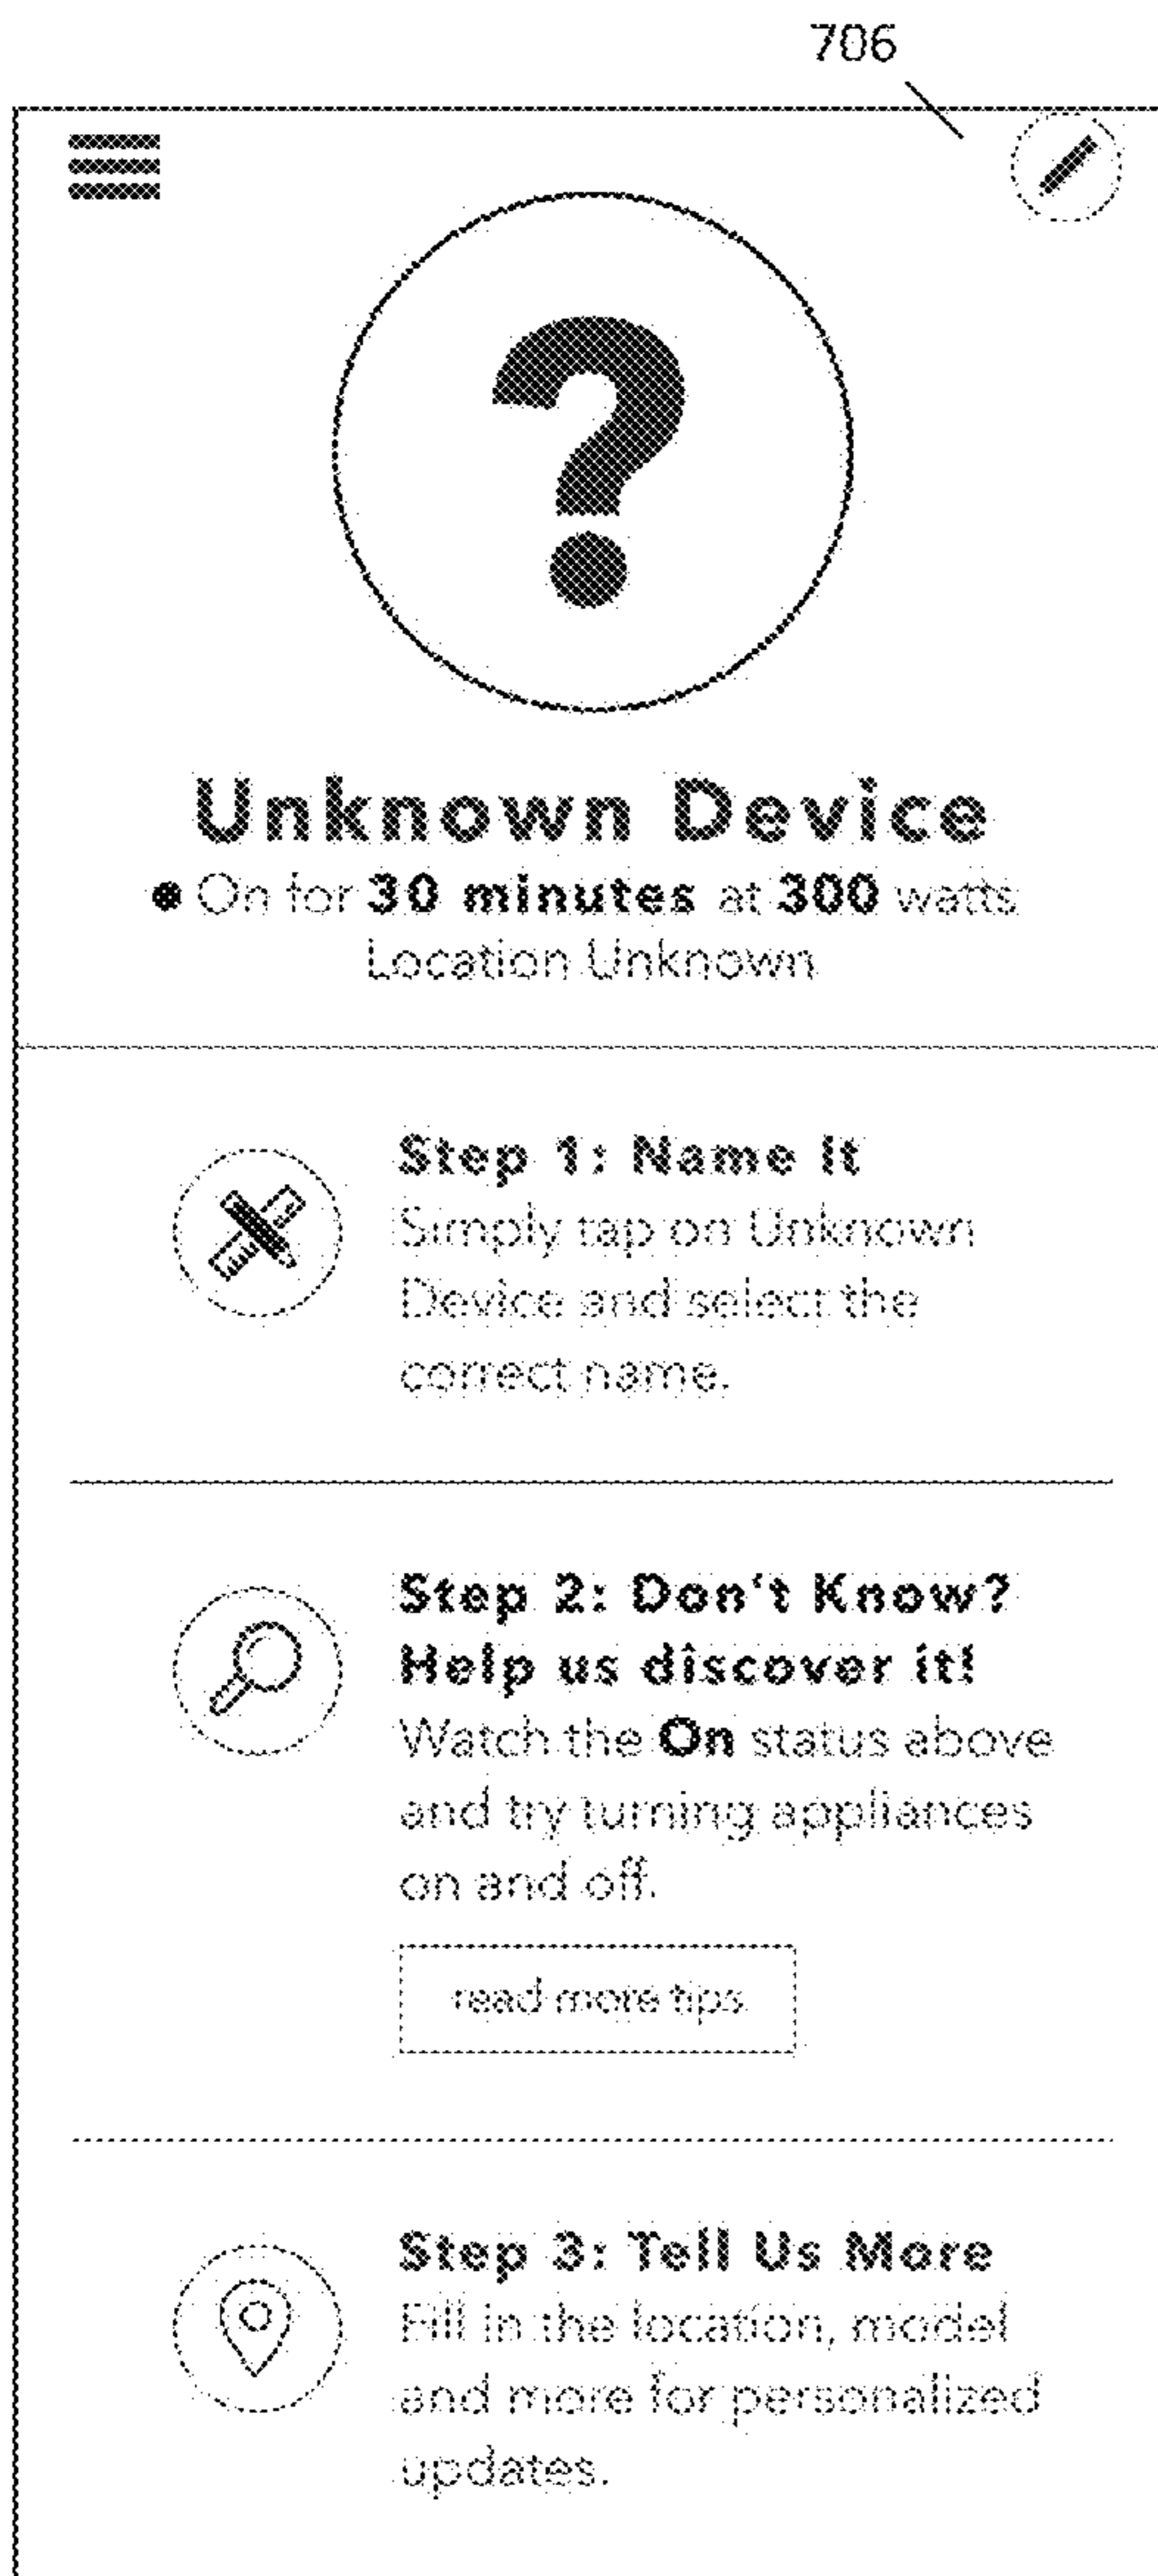 706
Unknown Device
On for 30 minutes at 300 watts
Location Unknown
Step 1: Name It
Simply tap on Unknown
Device and select the
correct name.
Step 2: Don't Know?
Help us discover it!
Watch the On status above
and try turning appliances
on and off.
read more tips
Step 3: Tell Us More
Fill in the location, model
and more for personalized
updates.